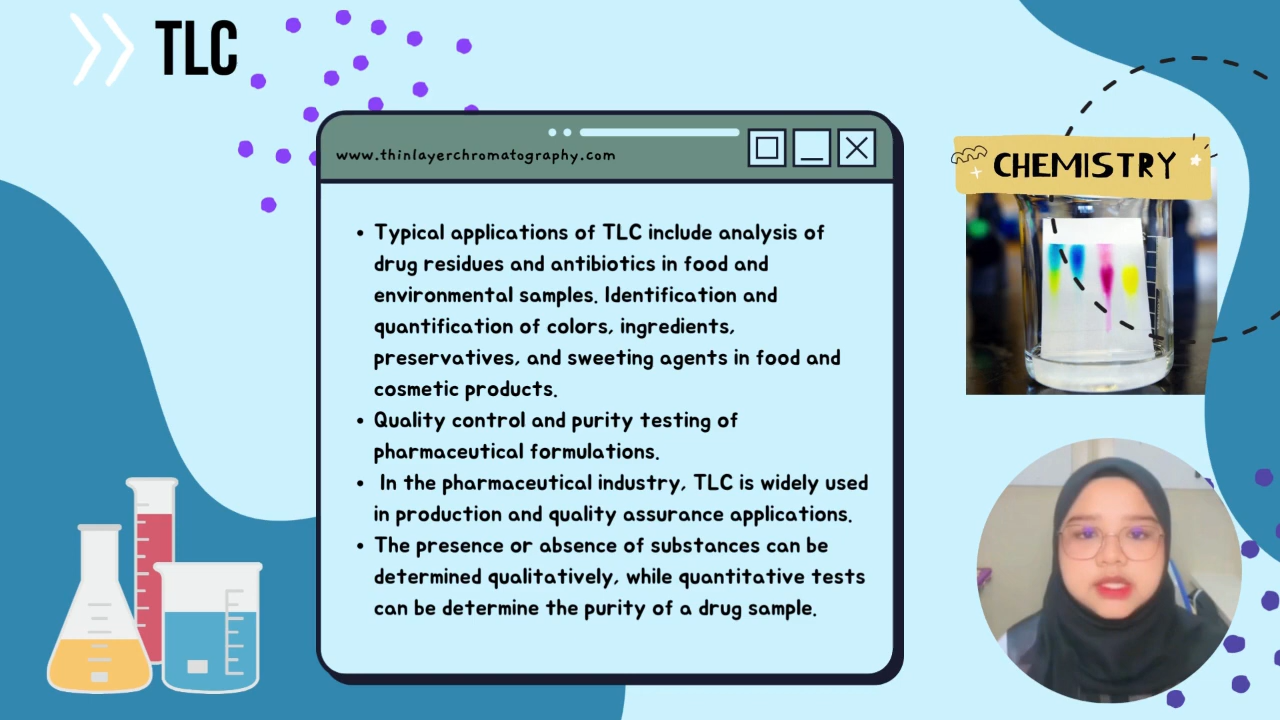 TLC
www.thinlayerchromatography.com
CHEMISTRY
• Typical applications of TLC include analysis of
drug residues and antibiotics in food and
environmental samples. Identification and
quantification of colors, ingredients,
preservatives, and sweeting agents in food and
cosmetic products.
• Quality control and purity testing of
pharmaceutical formulations.
• In the pharmaceutical industry, TLC is widely used
in production and quality assurance applications.
• The presence or absence of substances can be
determined qualitatively, while quantitative tests
can be determine the purity of a drug sample.